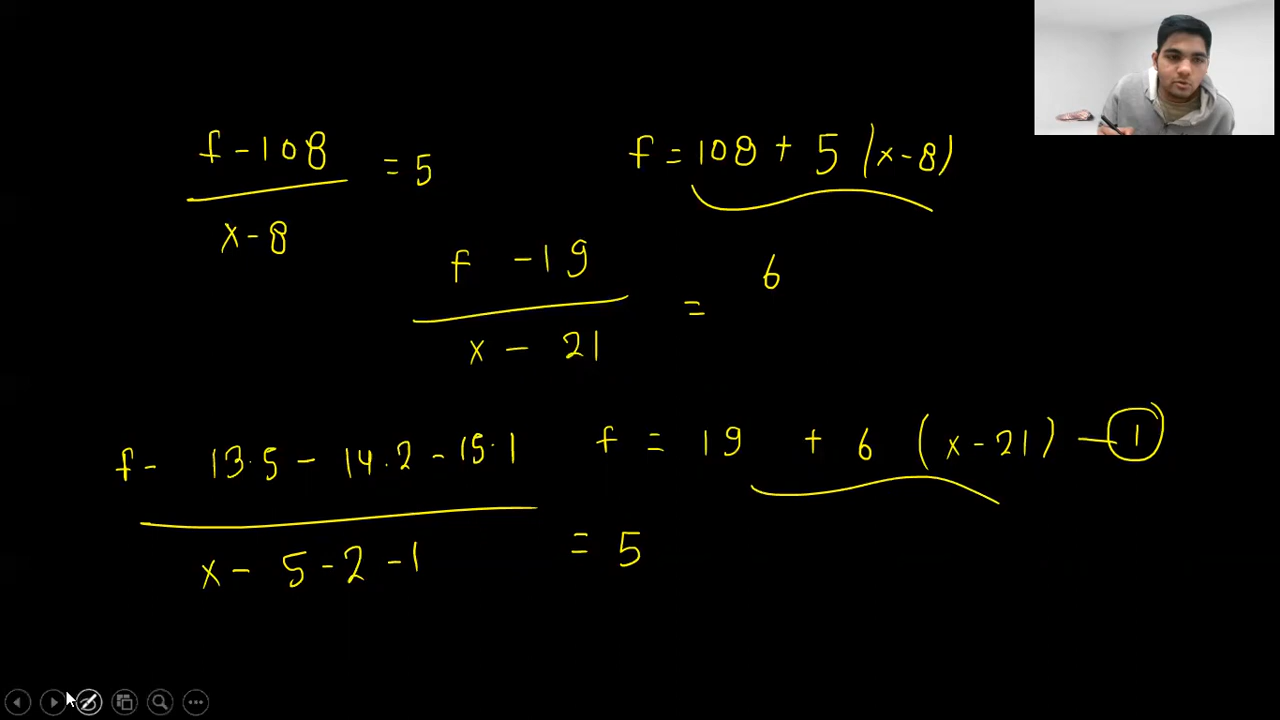 f - 108
x - 8
= 5
f = 108 + 5 (x - 8)
f - 19
x - 21
= 6
f - 13.5 - 14.2 - 15.1
x - 5 - 2 - 1
= 5
f = 19 + 6 (x - 21) — 1